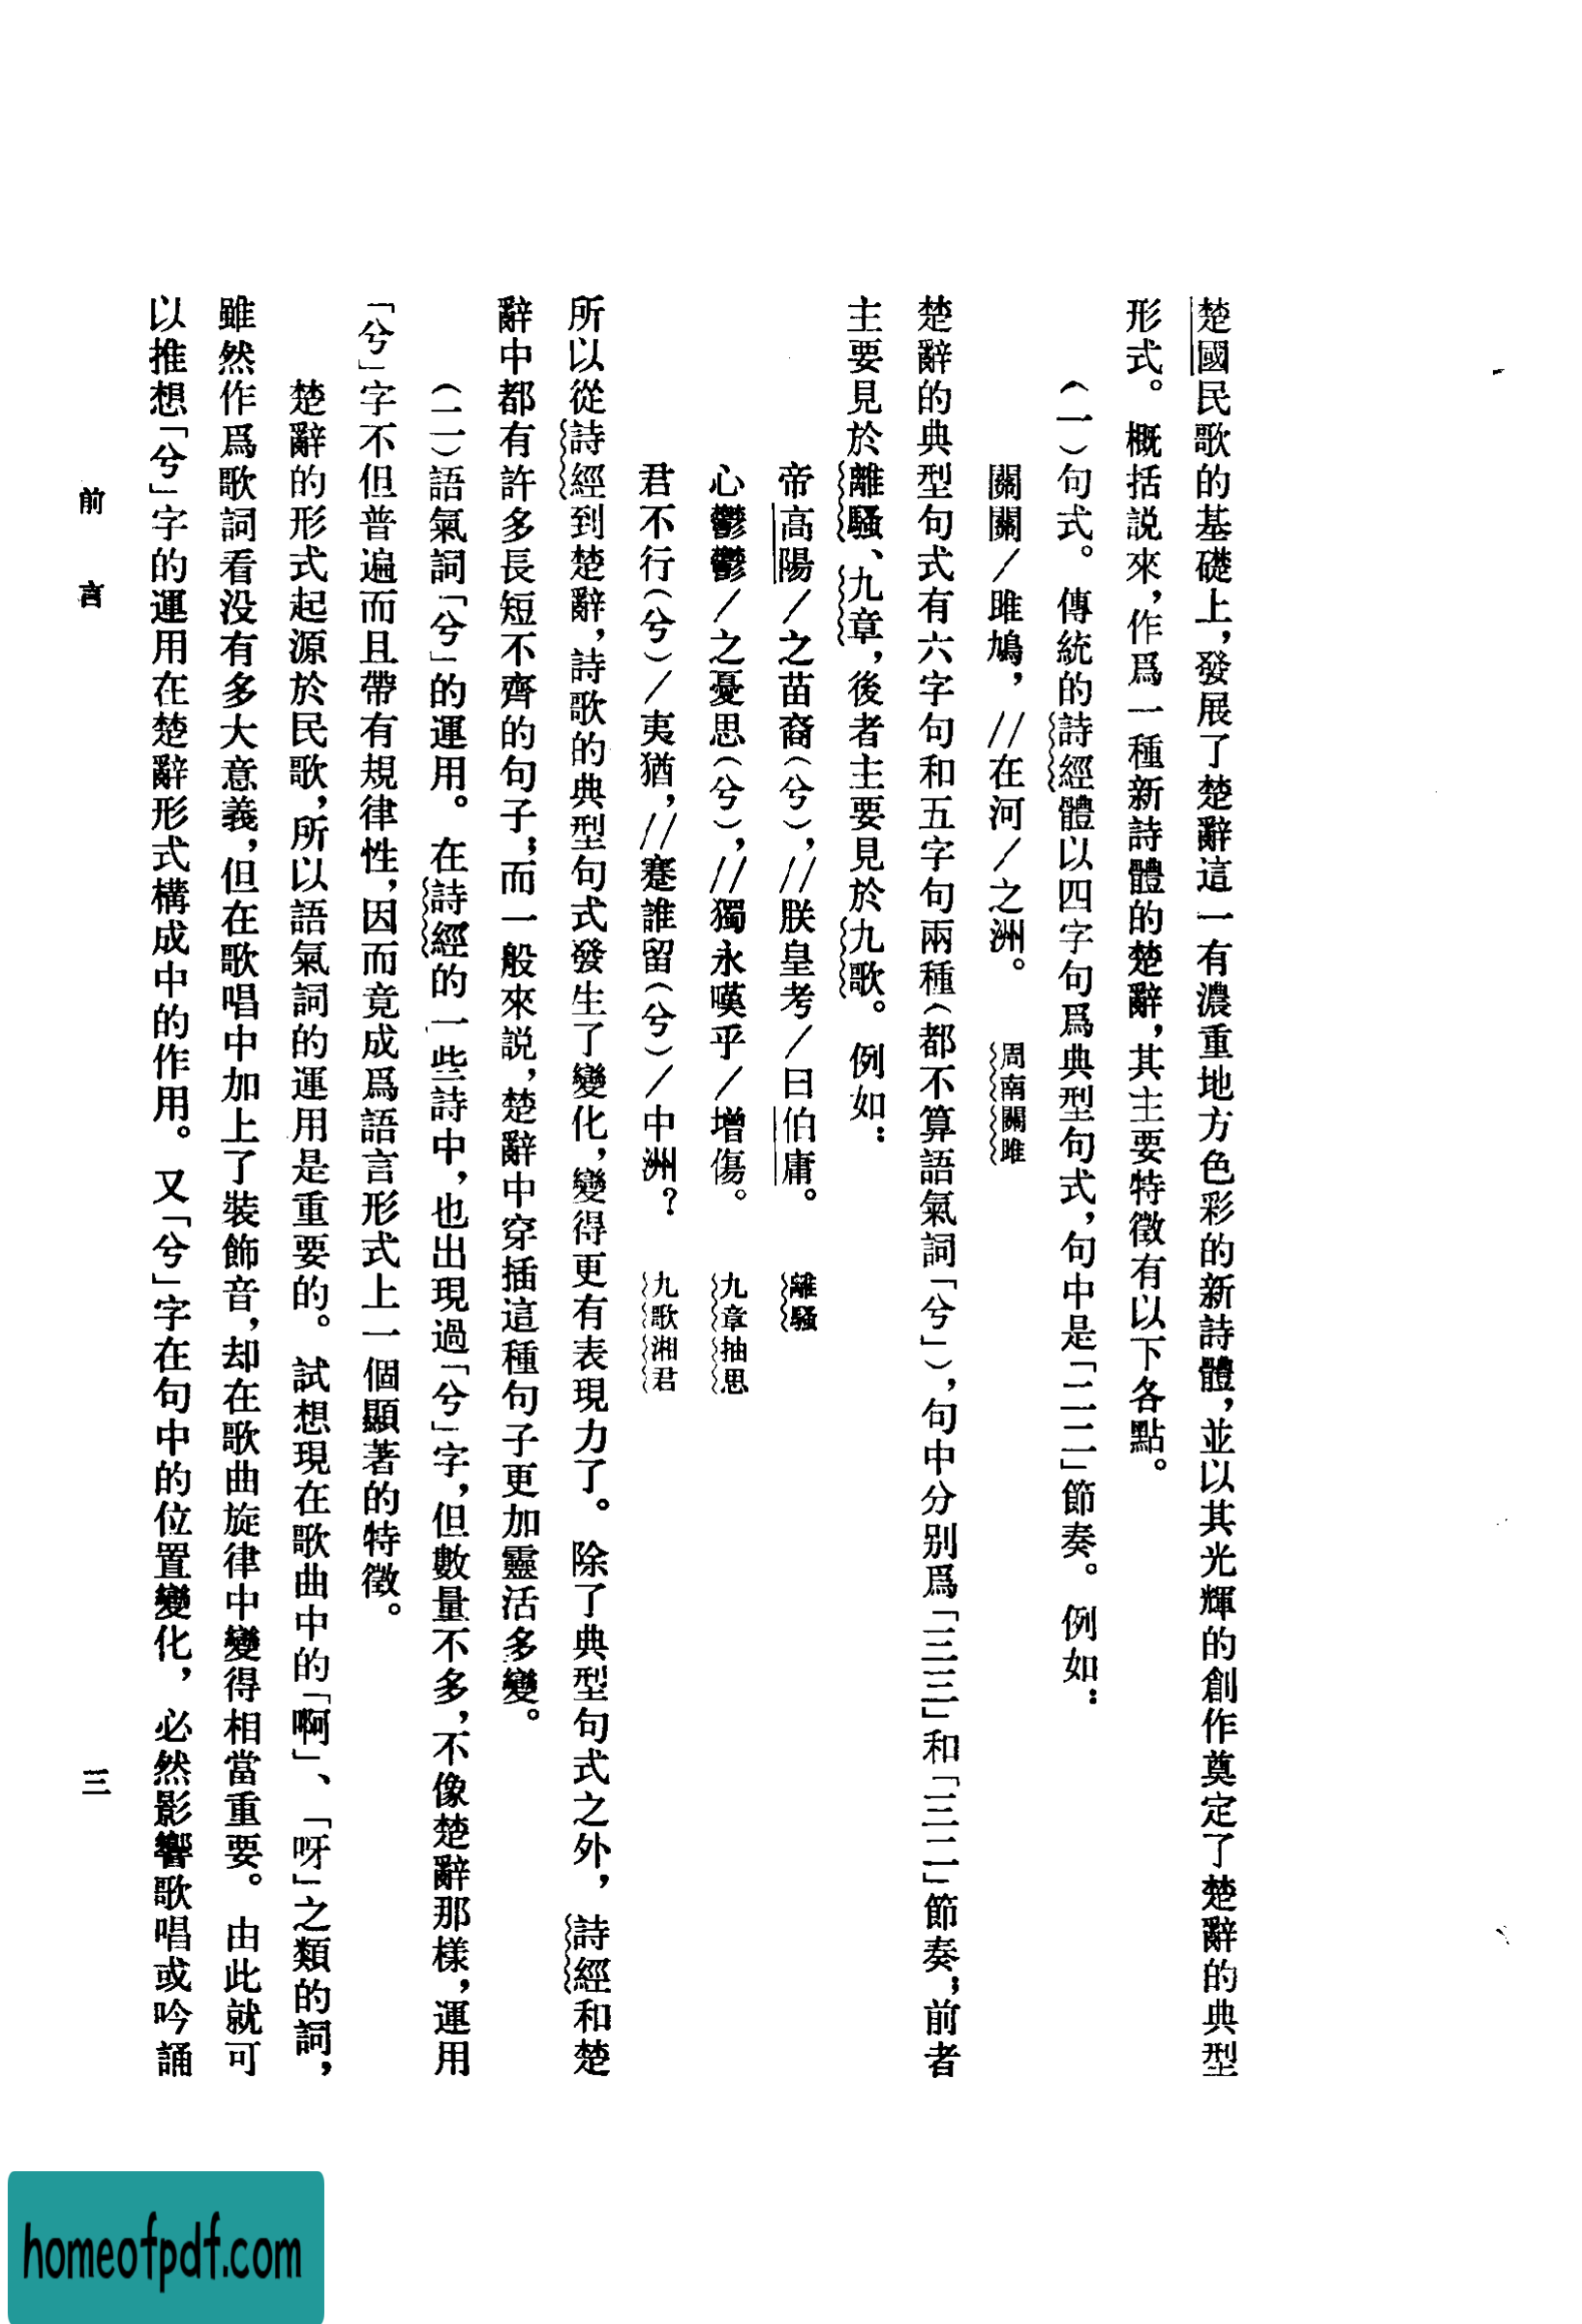 楚國民歌的基礎上，發展了楚辭這一有濃重地方色彩的新詩體，並以其光輝的創作奠定了楚辭的典型
形式。概括説來，作爲一種新詩體的楚辭，其主要特徵有以下各點。
（一）句式。傳統的詩經體以四字句爲典型句式，句中是「二二」節奏。例如：
關關／雎鳩，／／在河／之洲。　周南關雎
楚辭的典型句式有六字句和五字句兩種（都不算語氣詞「兮」），句中分别爲「三三」和「三二」節奏；前者
主要見於離騷、九章，後者主要見於九歌。例如：
帝高陽／之苗裔（兮），／／朕皇考／曰伯庸。　離騷
心鬱鬱／之憂思（兮），／／獨永嘆乎／增傷。　九章抽思
君不行（兮）／夷猶，／／蹇誰留（兮）／中洲？　九歌湘君
所以從詩經到楚辭，詩歌的典型句式發生了變化，變得更有表現力了。除了典型句式之外，詩經和楚
辭中都有許多長短不齊的句子；而一般來説，楚辭中穿插這種句子更加靈活多變。
（二）語氣詞「兮」的運用。在詩經的一些詩中，也出現過「兮」字，但數量不多，不像楚辭那樣，運用
「兮」字不但普遍而且帶有規律性，因而竟成爲語言形式上一個顯著的特徵。
楚辭的形式起源於民歌，所以語氣詞的運用是重要的。試想現在歌曲中的「啊」、「呀」之類的詞，
雖然作爲歌詞看没有多大意義，但在歌唱中加上了裝飾音，却在歌曲旋律中變得相當重要。由此就可
以推想「兮」字的運用在楚辭形式構成中的作用。又「兮」字在句中的位置變化，必然影響歌唱或吟誦
前言
三
homeofpdf.com